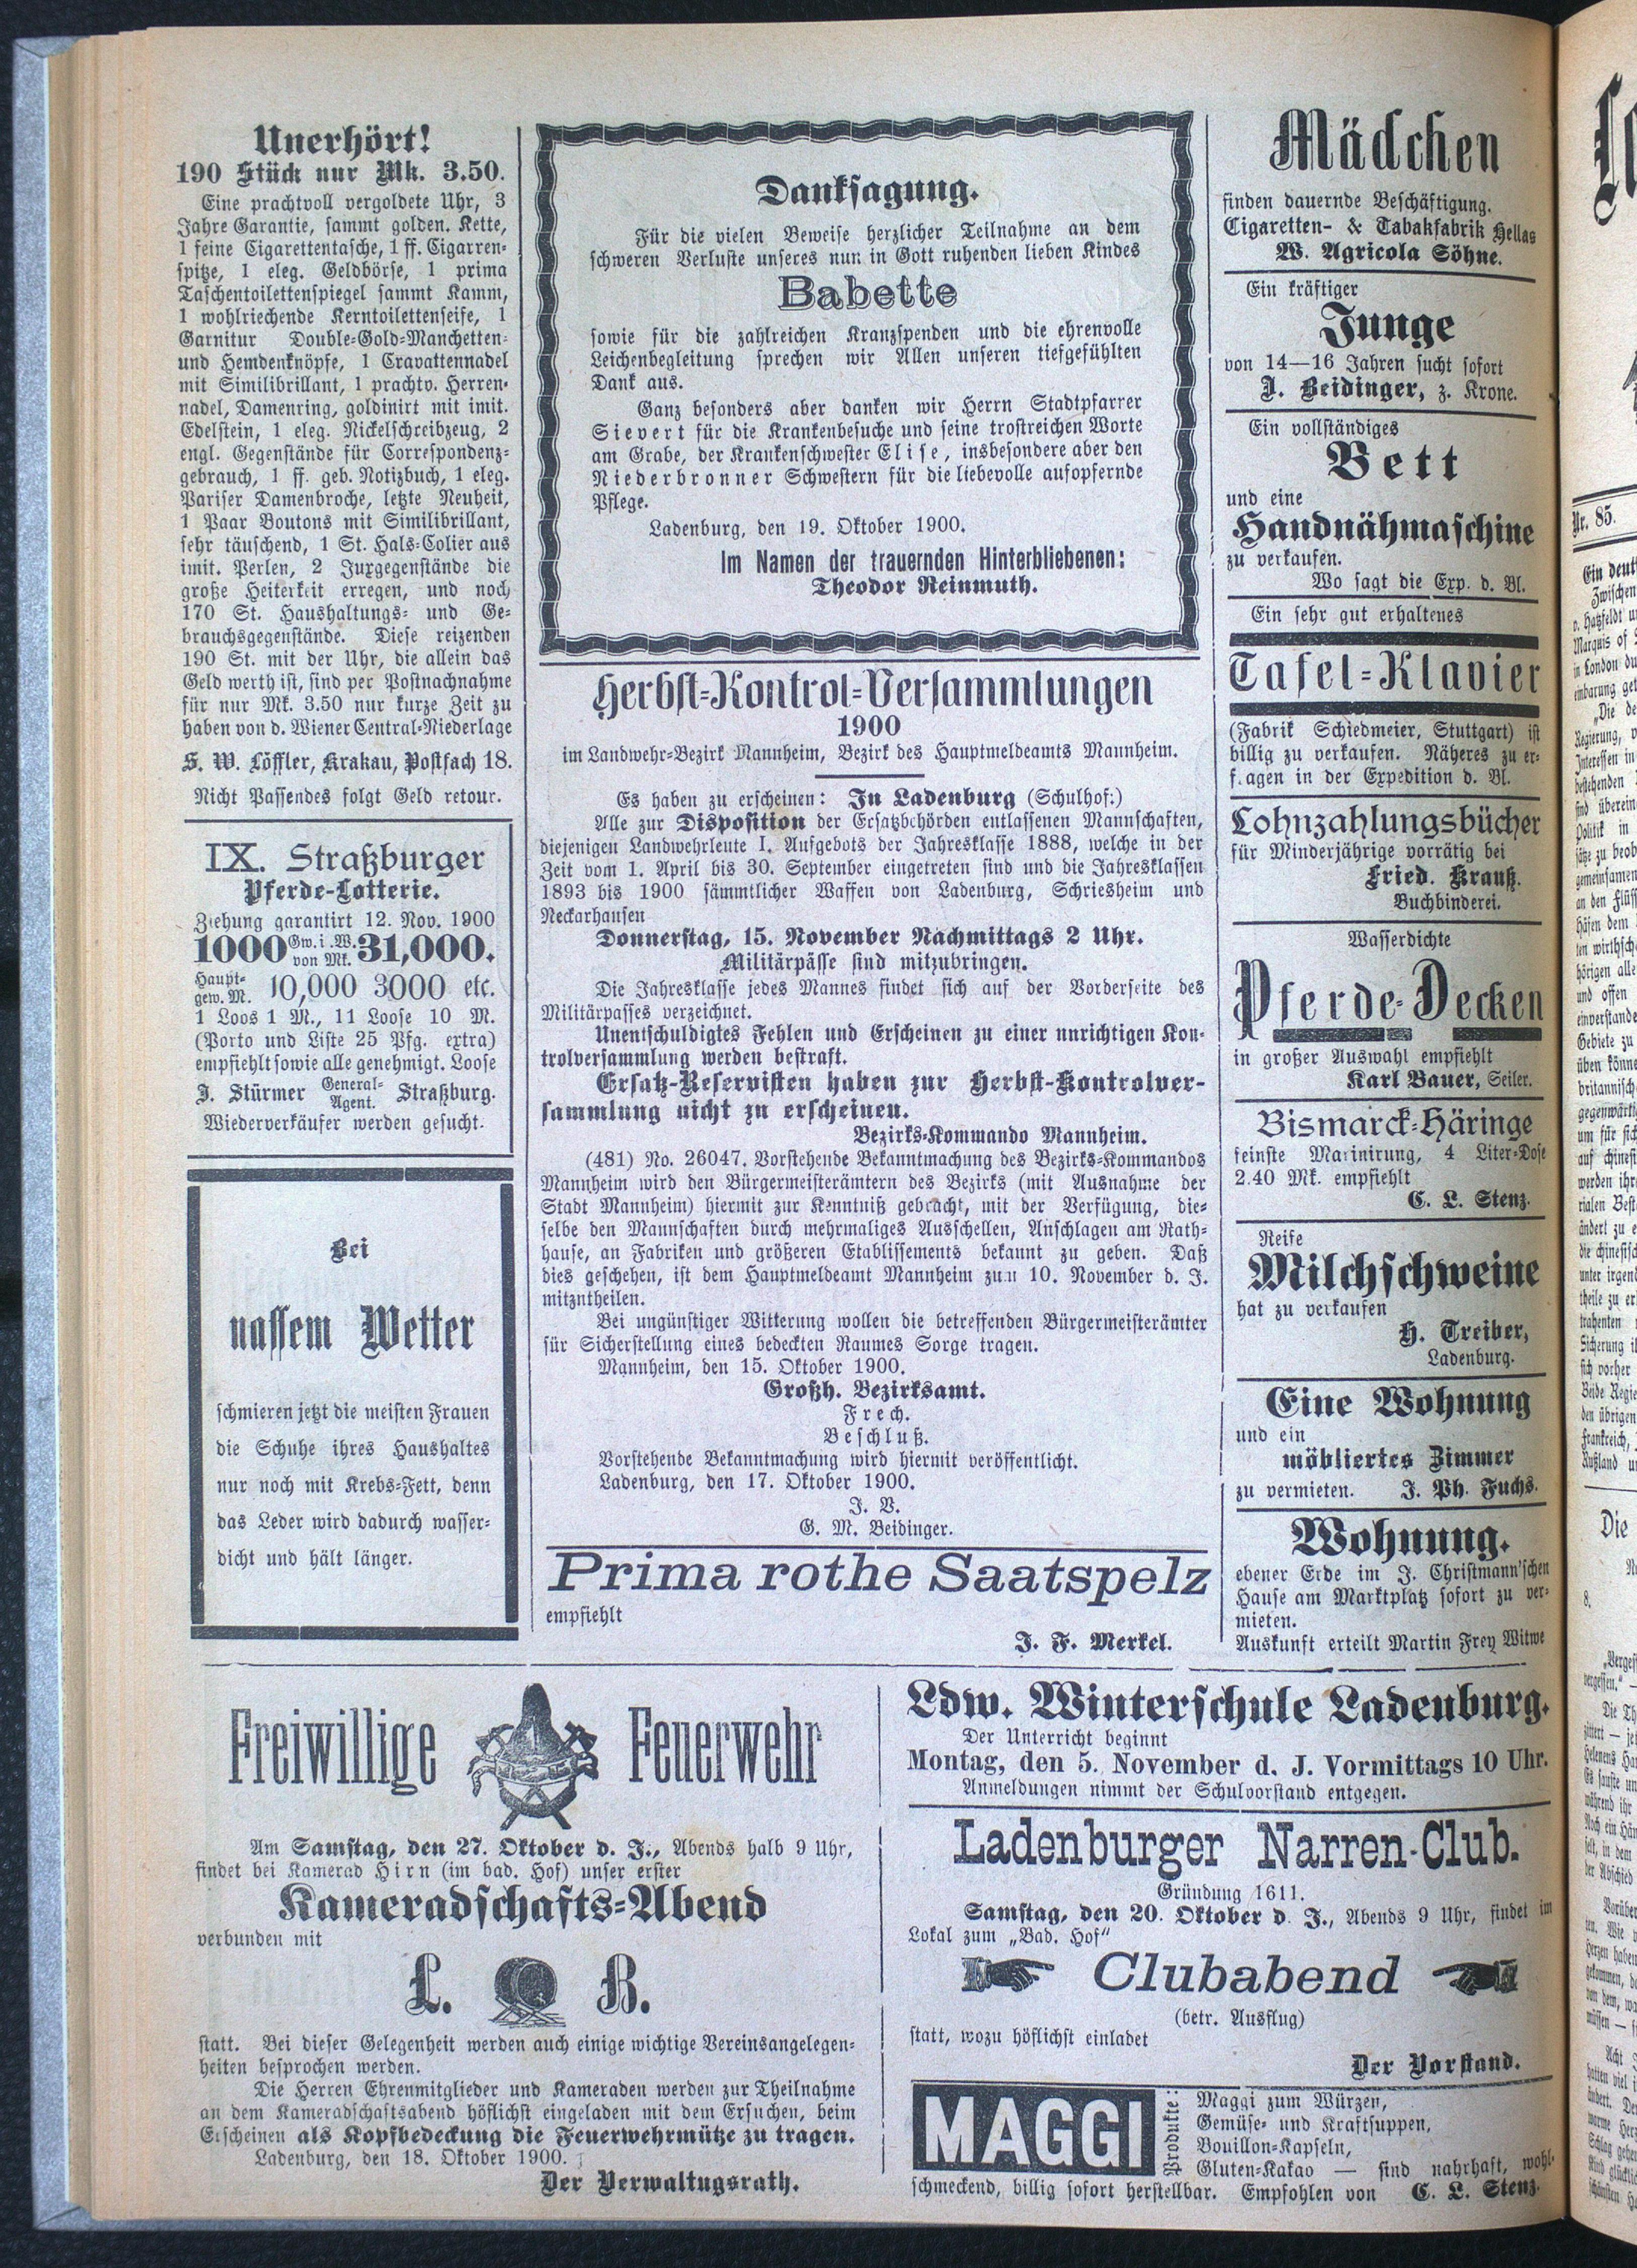 Unerhört!
190 Stück nur Mk. 3.50.
Eine prachtvoll vergoldete Uhr, 3
Jahre Garantie, sammt golden. Kette,
1 feine Cigarettentasche, 1 ff. Cigarren-
spitze, 1 eleg. Geldbörse, 1 prima
Taschentoilettenspiegel sammt Kamm,
1 wohlriechende Kerntoilettenseife, 1
Garnitur Double-Gold-Manchetten-
und Hemdenknöpfe, 1 Cravattennadel
mit Similibrillant, 1 prachtv. Herren-
nadel, Damenring, goldinirt mit imit.
Edelstein, 1 eleg. Nickelschreibzeug, 2
engl. Gegenstände für Correspondenz-
gebrauch, 1 ff. geb. Notizbuch, 1 eleg.
Pariser Damenbroche, letzte Neuheit,
1 Paar Boutons mit Similibrillant,
sehr täuschend, 1 St. Hals-Colier aus
imit. Perlen, 2 Juxgegenstände die
große Heiterkeit erregen, und noch
170 St. Haushaltungs- und Ge-
brauchsgegenstände. Diese reizenden
190 St. mit der Uhr, die allein das
Geld werth ist, sind per Postnachnahme
für nur Mk. 3.50 nur kurze Zeit zu
haben von d. Wiener Central-Niederlage
S. W. Löffler, Krakau, Postfach 18.
Nicht Passendes folgt Geld retour.
IX. Straßburger
Pferde-Lotterie.
Ziehung garantirt 12. Nov. 1900
1000 Gw. i. W. von Mk. 31,000.
Haupt-gew. M. 10,000 3000 etc.
1 Loos 1 M., 11 Loose 10 M.
(Porto und Liste 25 Pfg. extra)
empfiehlt sowie alle genehmigt. Loose
J. Stürmer General-Agent. Straßburg.
Wiederverkäufer werden gesucht.
Bei
nassem Wetter
schmieren jetzt die meisten Frauen
die Schuhe ihres Haushaltes
nur noch mit Krebs-Fett, denn
das Leder wird dadurch wasser-
dicht und hält länger.
Danksagung.
Für die vielen Beweise herzlicher Teilnahme an dem
schweren Verluste unseres nun in Gott ruhenden lieben Kindes
Babette
sowie für die zahlreichen Kranzspenden und die ehrenvolle
Leichenbegleitung sprechen wir Allen unseren tiefgefühlten
Dank aus.
Ganz besonders aber danken wir Herrn Stadtpfarrer
Sievert für die Krankenbesuche und seine trostreichen Worte
am Grabe, der Krankenschwester Elise, insbesondere aber den
Niederbronner Schwestern für die liebevolle aufopfernde
Pflege.
Ladenburg, den 19. Oktober 1900.
Im Namen der trauernden Hinterbliebenen:
Theodor Reinmuth.
Herbst-Kontrol-Versammlungen
1900
im Landwehr-Bezirk Mannheim, Bezirk des Hauptmeldeamts Mannheim.
Es haben zu erscheinen: In Ladenburg (Schulhof:)
Alle zur Disposition der Ersatzbehörden entlassenen Mannschaften,
diejenigen Landwehrleute I. Aufgebots der Jahresklasse 1888, welche in der
Zeit vom 1. April bis 30. September eingetreten sind und die Jahresklassen
1893 bis 1900 sämmtlicher Waffen von Ladenburg, Schriesheim und
Neckarhausen
Donnerstag, 15. November Nachmittags 2 Uhr.
Militärpässe sind mitzubringen.
Die Jahresklasse jedes Mannes findet sich auf der Vorderseite des
Militärpasses verzeichnet.
Unentschuldigtes Fehlen und Erscheinen zu einer unrichtigen Kon-
trolversammlung werden bestraft.
Ersatz-Reservisten haben zur Herbst-Kontrolver-
sammlung nicht zu erscheinen.
Bezirks-Kommando Mannheim.
(481) No. 26047. Vorstehende Bekanntmachung des Bezirks-Kommandos
Mannheim wird den Bürgermeisterämtern des Bezirks (mit Ausnahme der
Stadt Mannheim) hiermit zur Kenntniß gebracht, mit der Verfügung, die-
selbe den Mannschaften durch mehrmaliges Ausschellen, Anschlagen am Rath-
hause, an Fabriken und größeren Etablissements bekannt zu geben. Daß
dies geschehen, ist dem Hauptmeldeamt Mannheim zum 10. November d. J.
mitzntheilen.
Bei ungünstiger Witterung wollen die betreffenden Bürgermeisterämter
für Sicherstellung eines bedeckten Raumes Sorge tragen.
Mannheim, den 15. Oktober 1900.
Großh. Bezirksamt.
Frech.
Beschluß.
Vorstehende Bekanntmachung wird hiermit veröffentlicht.
Ladenburg, den 17. Oktober 1900.
J. V.
G. M. Beidinger.
Prima rothe Saatspelz
empfiehlt
J. F. Merkel.
Mädchen
finden dauernde Beschäftigung.
Cigaretten- & Tabakfabrik Hellas
W. Agricola Söhne.
Ein kräftiger
Junge
von 14—16 Jahren sucht sofort
J. Beidinger, z. Krone.
Ein vollständiges
Bett
und eine
Handnähmaschine
zu verkaufen.
Wo sagt die Exp. d. Bl.
Ein sehr gut erhaltenes
Tafel-Klavier
(Fabrik Schiedmeier, Stuttgart) ist
billig zu verkaufen. Näheres zu er-
fragen in der Expedition d. Bl.
Lohnzahlungsbücher
für Minderjährige vorrätig bei
Fried. Krauß.
Buchbinderei.
Wasserdichte
Pferde-Decken
in großer Auswahl empfiehlt
Karl Bauer, Seiler.
Bismarck-Häringe
feinste Marinirung, 4 Liter-Dose
2.40 Mk. empfiehlt
C. L. Stenz.
Reife
Milchschweine
hat zu verkaufen
H. Treiber,
Ladenburg.
Eine Wohnung
und ein
möbliertes Zimmer
zu vermieten. J. Ph. Fuchs.
Wohnung.
ebener Erde im J. Christmann'schen
Hause am Marktplatz sofort zu ver-
mieten.
Auskunft erteilt Martin Frey Witwe
Freiwillige Feuerwehr
Am Samstag, den 27. Oktober d. J., Abends halb 9 Uhr,
findet bei Kamerad Hirn (im bad. Hof) unser erster
Kameradschafts-Abend
verbunden mit
L. B.
statt. Bei dieser Gelegenheit werden auch einige wichtige Vereinsangelegen-
heiten besprochen werden.
Die Herren Ehrenmitglieder und Kameraden werden zur Theilnahme
an dem Kameradschaftsabend höflichst eingeladen mit dem Ersuchen, beim
Erscheinen als Kopfbedeckung die Feuerwehrmütze zu tragen.
Ladenburg, den 18. Oktober 1900.
Der Verwaltugsrath.
Ldw. Winterschule Ladenburg.
Der Unterricht beginnt
Montag, den 5. November d. J. Vormittags 10 Uhr.
Anmeldungen nimmt der Schulvorstand entgegen.
Ladenburger Narren-Club.
Gründung 1611.
Samstag, den 20. Oktober d. J., Abends 9 Uhr, findet im
Lokal zum „Bad. Hof“
Clubabend
(betr. Ausflug)
statt, wozu höflichst einladet
Der Vorstand.
MAGGI Produkte:
Maggi zum Würzen,
Gemüse- und Kraftsuppen,
Bouillon-Kapseln,
Gluten-Kakao — sind nahrhaft, wohl-
schmeckend, billig sofort herstellbar. Empfohlen von C. L. Stenz.
Nr. 85.